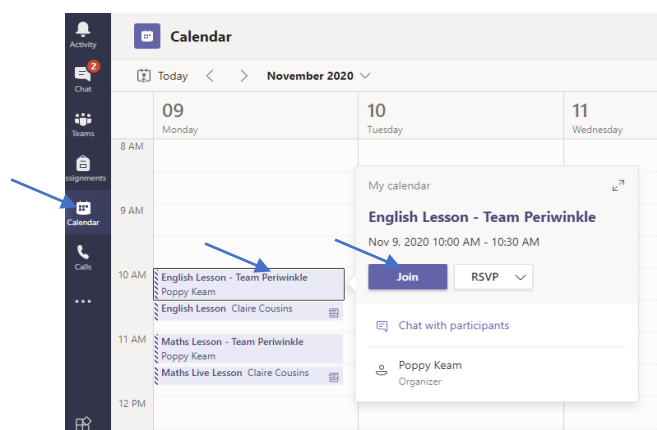 Activity
2
Chat
Teams
ssignments
Calendar
Calls
Calendar
Today < > November 2020
09
Monday
10
Tuesday
11
Wednesday
8 AM
9 AM
10 AM
11 AM
12 PM
English Lesson - Team Periwinkle
Poppy Keam
English Lesson Claire Cousins
Maths Lesson - Team Periwinkle
Poppy Keam
Maths Live Lesson Claire Cousins
My calendar
English Lesson - Team Periwinkle
Nov 9, 2020 10:00 AM - 10:30 AM
Join
RSVP
Chat with participants
Poppy Keam
Organizer